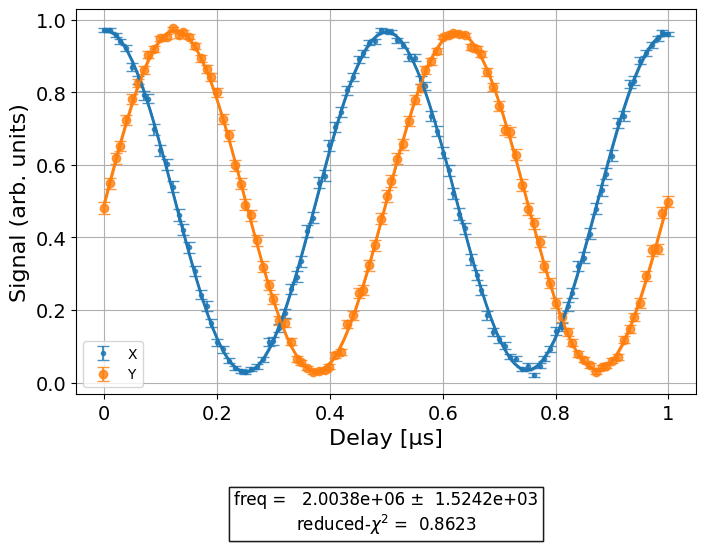 1.0
0.8
0.6
0.4
0.2
0.0
Signal (arb. units)
X
Y
0 0.2 0.4 0.6 0.8 1
Delay [μs]
freq = 2.0038e+06 ± 1.5242e+03
reduced-χ² = 0.8623